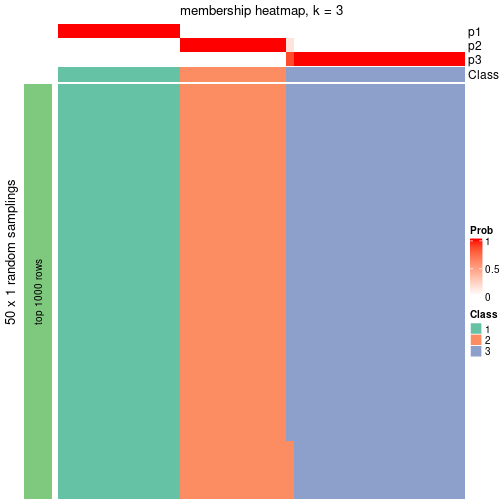 membership heatmap, k = 3
p1
p2
p3
Class
50 x 1 random samplings
top 1000 rows
Prob
1
0.5
0
Class
1
2
3